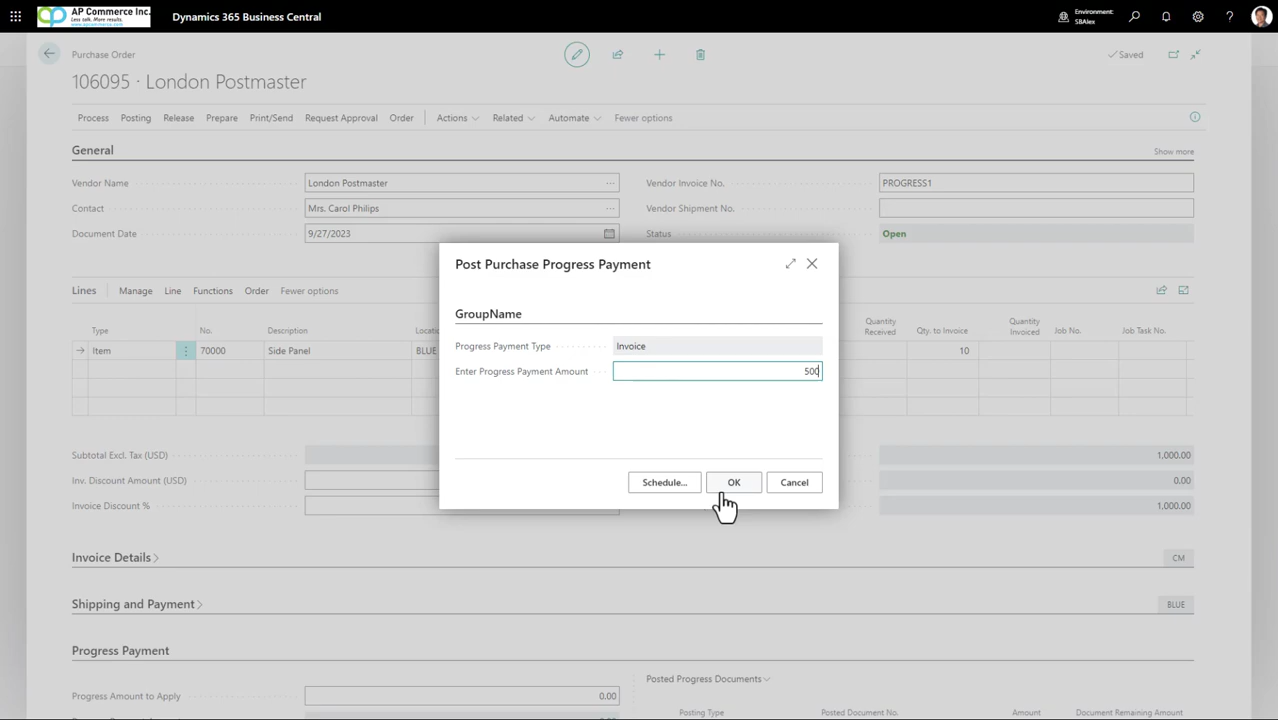 AP Commerce Inc.
Less talk. More results.
www.apcommerce.com
Dynamics 365 Business Central
Environment:
SBAlex
Purchase Order
Saved
106095 · London Postmaster
Process Posting Release Prepare Print/Send Request Approval Order Actions Related Automate Fewer options
General
Show more
Vendor Name London Postmaster
Vendor Invoice No. PROGRESS1
Contact Mrs. Carol Philips
Vendor Shipment No.
Document Date 9/27/2023
Status Open
Post Purchase Progress Payment
GroupName
Progress Payment Type Invoice
Enter Progress Payment Amount 500
Schedule... OK Cancel
Lines Manage Line Functions Order Fewer options
Type No. Description Quantity Received Qty. to Invoice Quantity Invoiced Job No. Job Task No.
Item 70000 Side Panel BLUE 10
Subtotal Excl. Tax (USD) 1,000.00
Inv. Discount Amount (USD) 0.00
Invoice Discount % 1,000.00
Invoice Details
CM
Shipping and Payment
BLUE
Progress Payment
Progress Amount to Apply 0.00
Posted Progress Documents
Posting Type Posted Document No. Amount Document Remaining Amount